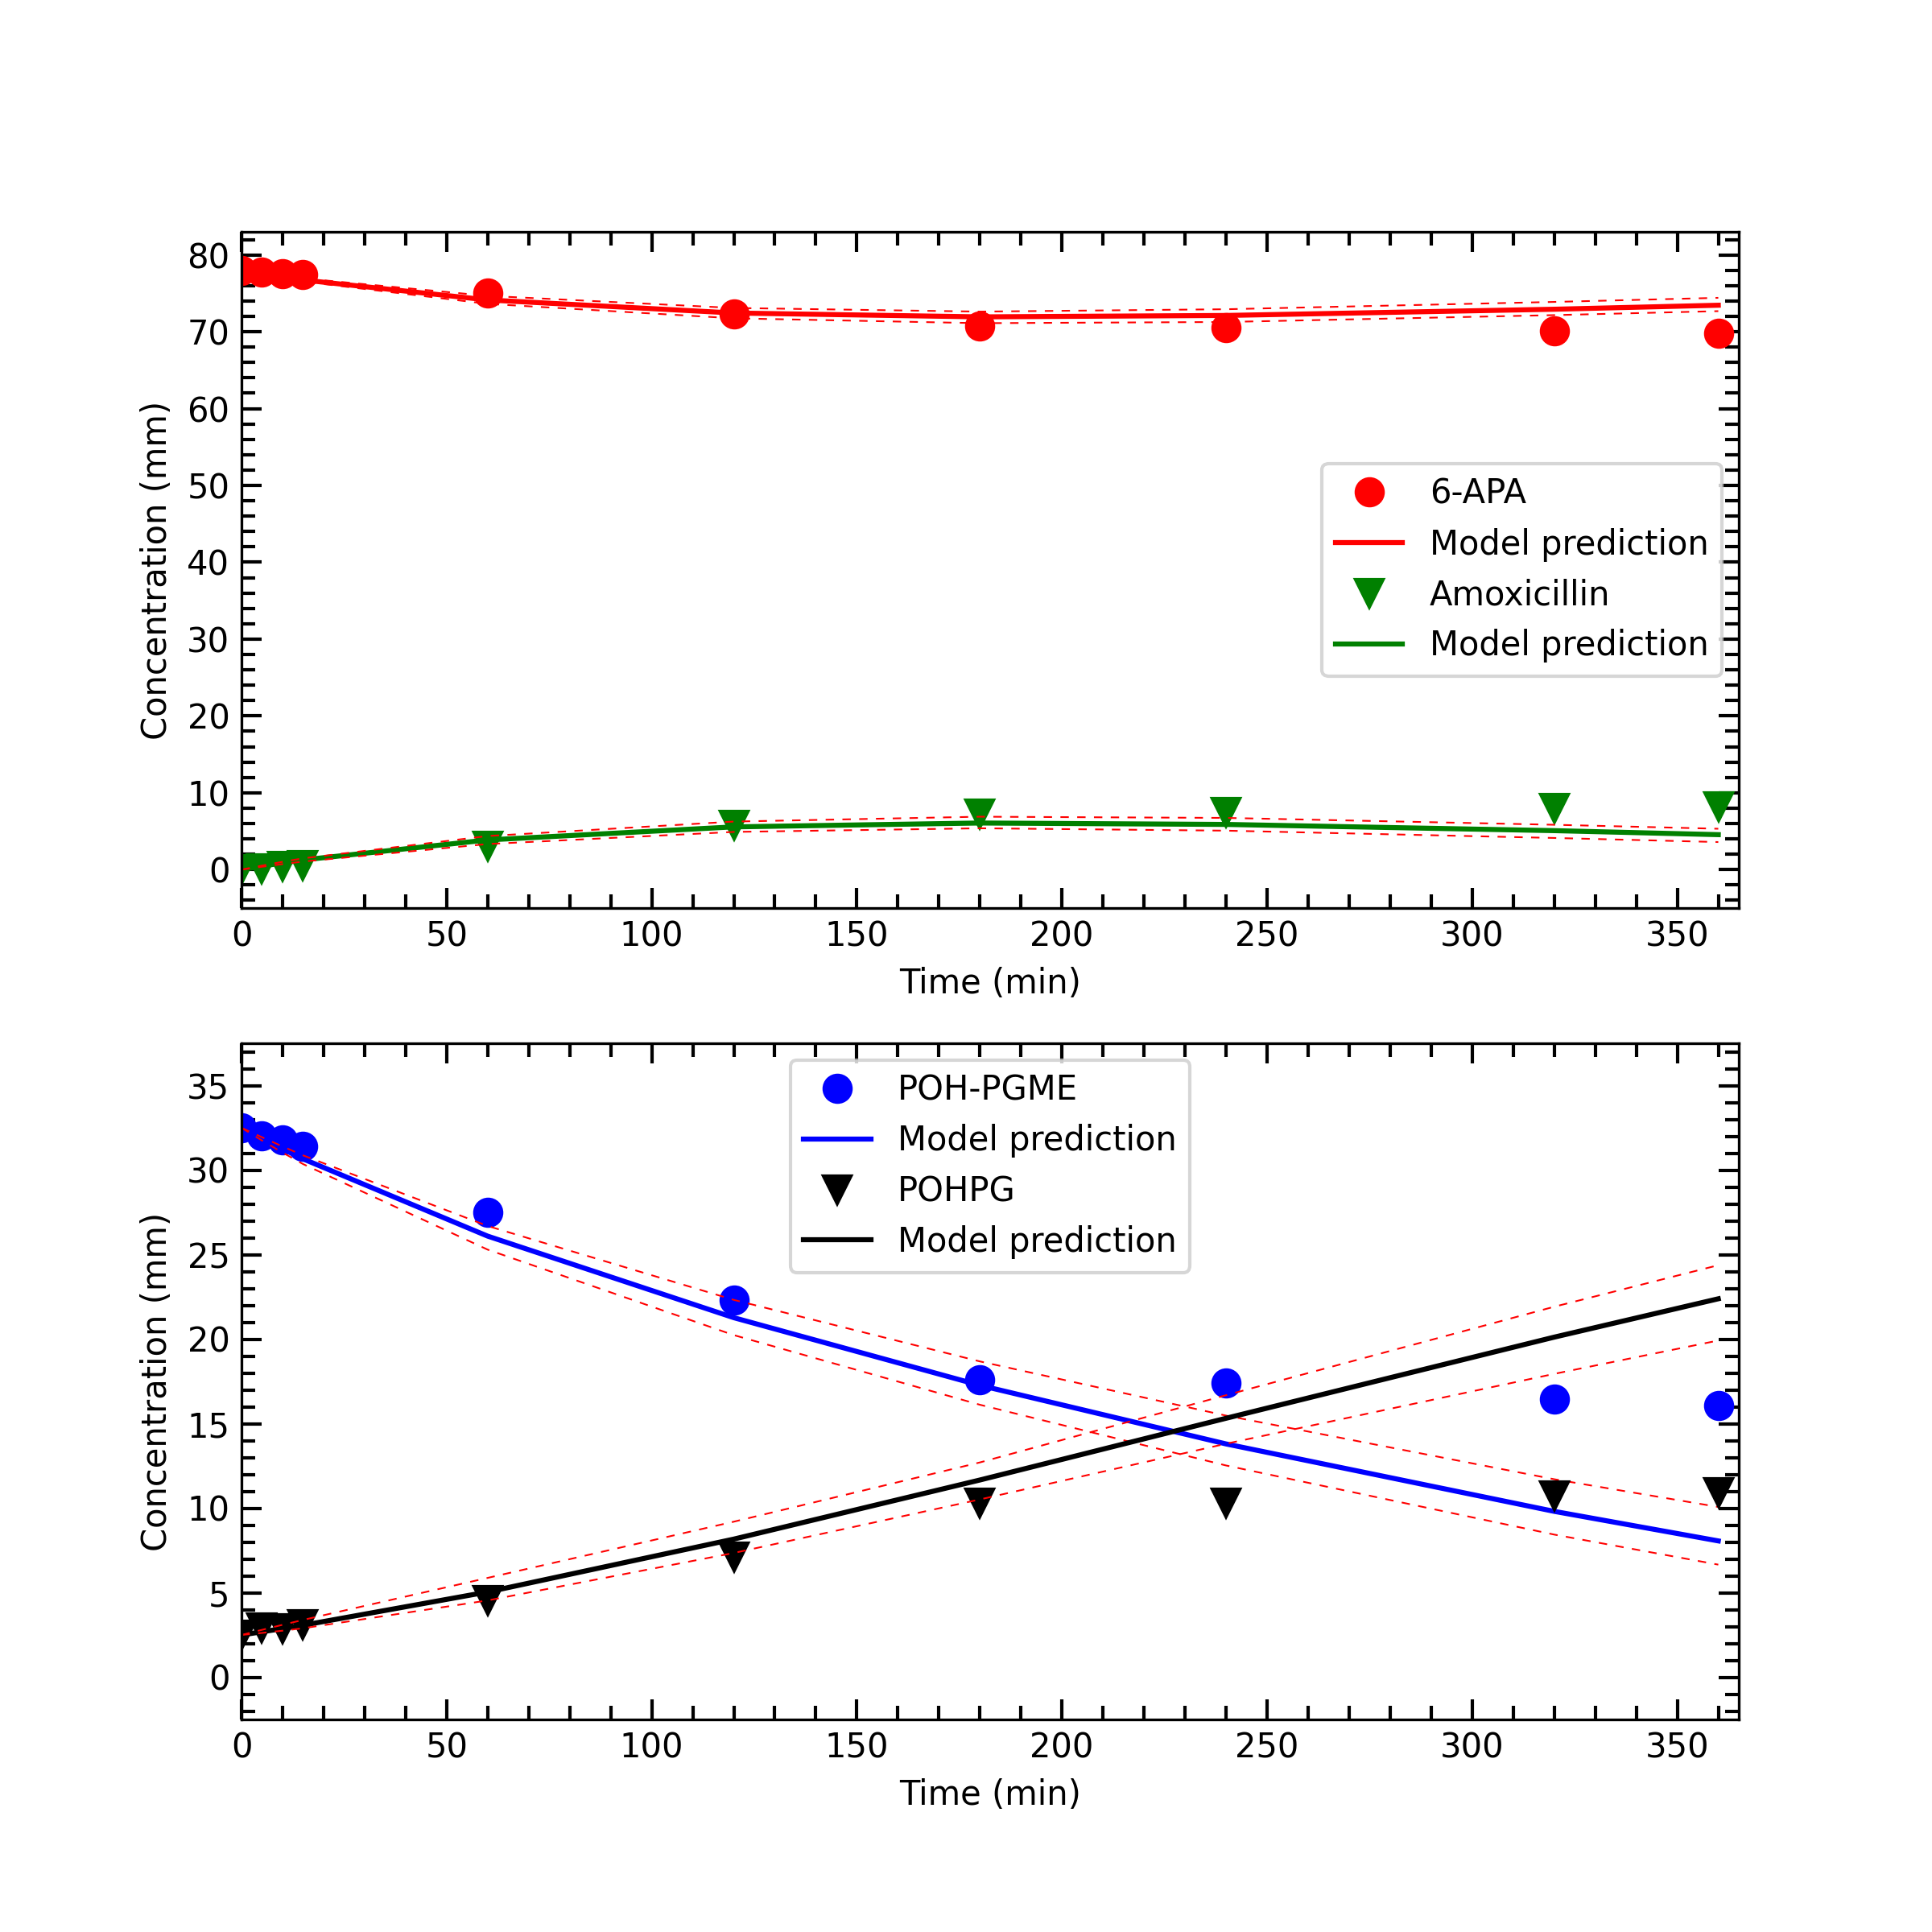 80
70
60
50
40
30
20
10
0
Concentration (mm)
6-APA
Model prediction
Amoxicillin
Model prediction
0 50 100 150 200 250 300 350
Time (min)
35
30
25
20
15
10
5
0
Concentration (mm)
POH-PGME
Model prediction
POHPG
Model prediction
0 50 100 150 200 250 300 350
Time (min)